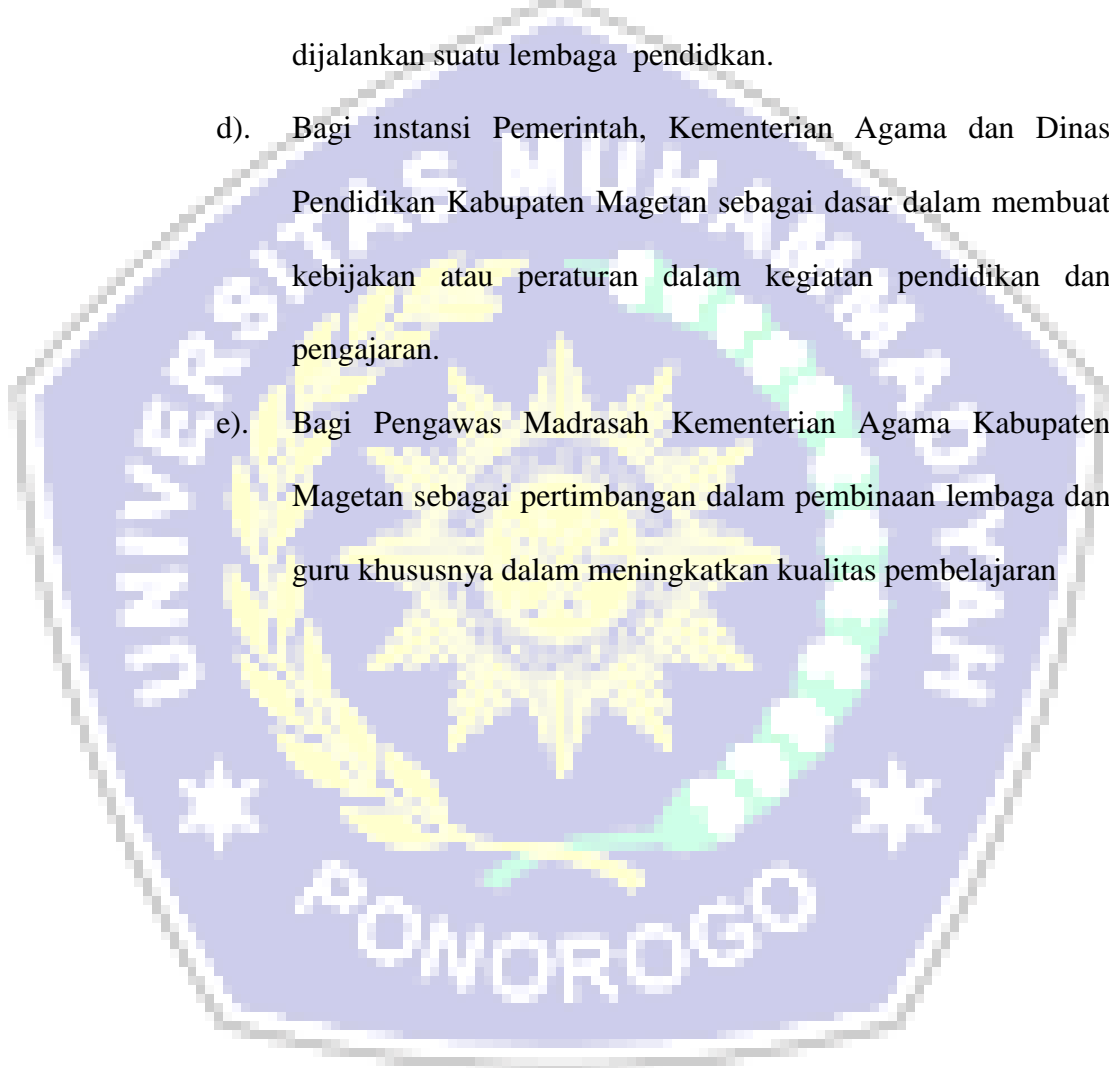 dijalankan suatu lembaga pendidkan.
d). Bagi instansi Pemerintah, Kementerian Agama dan Dinas
Pendidikan Kabupaten Magetan sebagai dasar dalam membuat
kebijakan atau peraturan dalam kegiatan pendidikan dan
pengajaran.
e). Bagi Pengawas Madrasah Kementerian Agama Kabupaten
Magetan sebagai pertimbangan dalam pembinaan lembaga dan
guru khususnya dalam meningkatkan kualitas pembelajaran
UNIVERSITAS MUHAMMADIYAH
PONOROGO